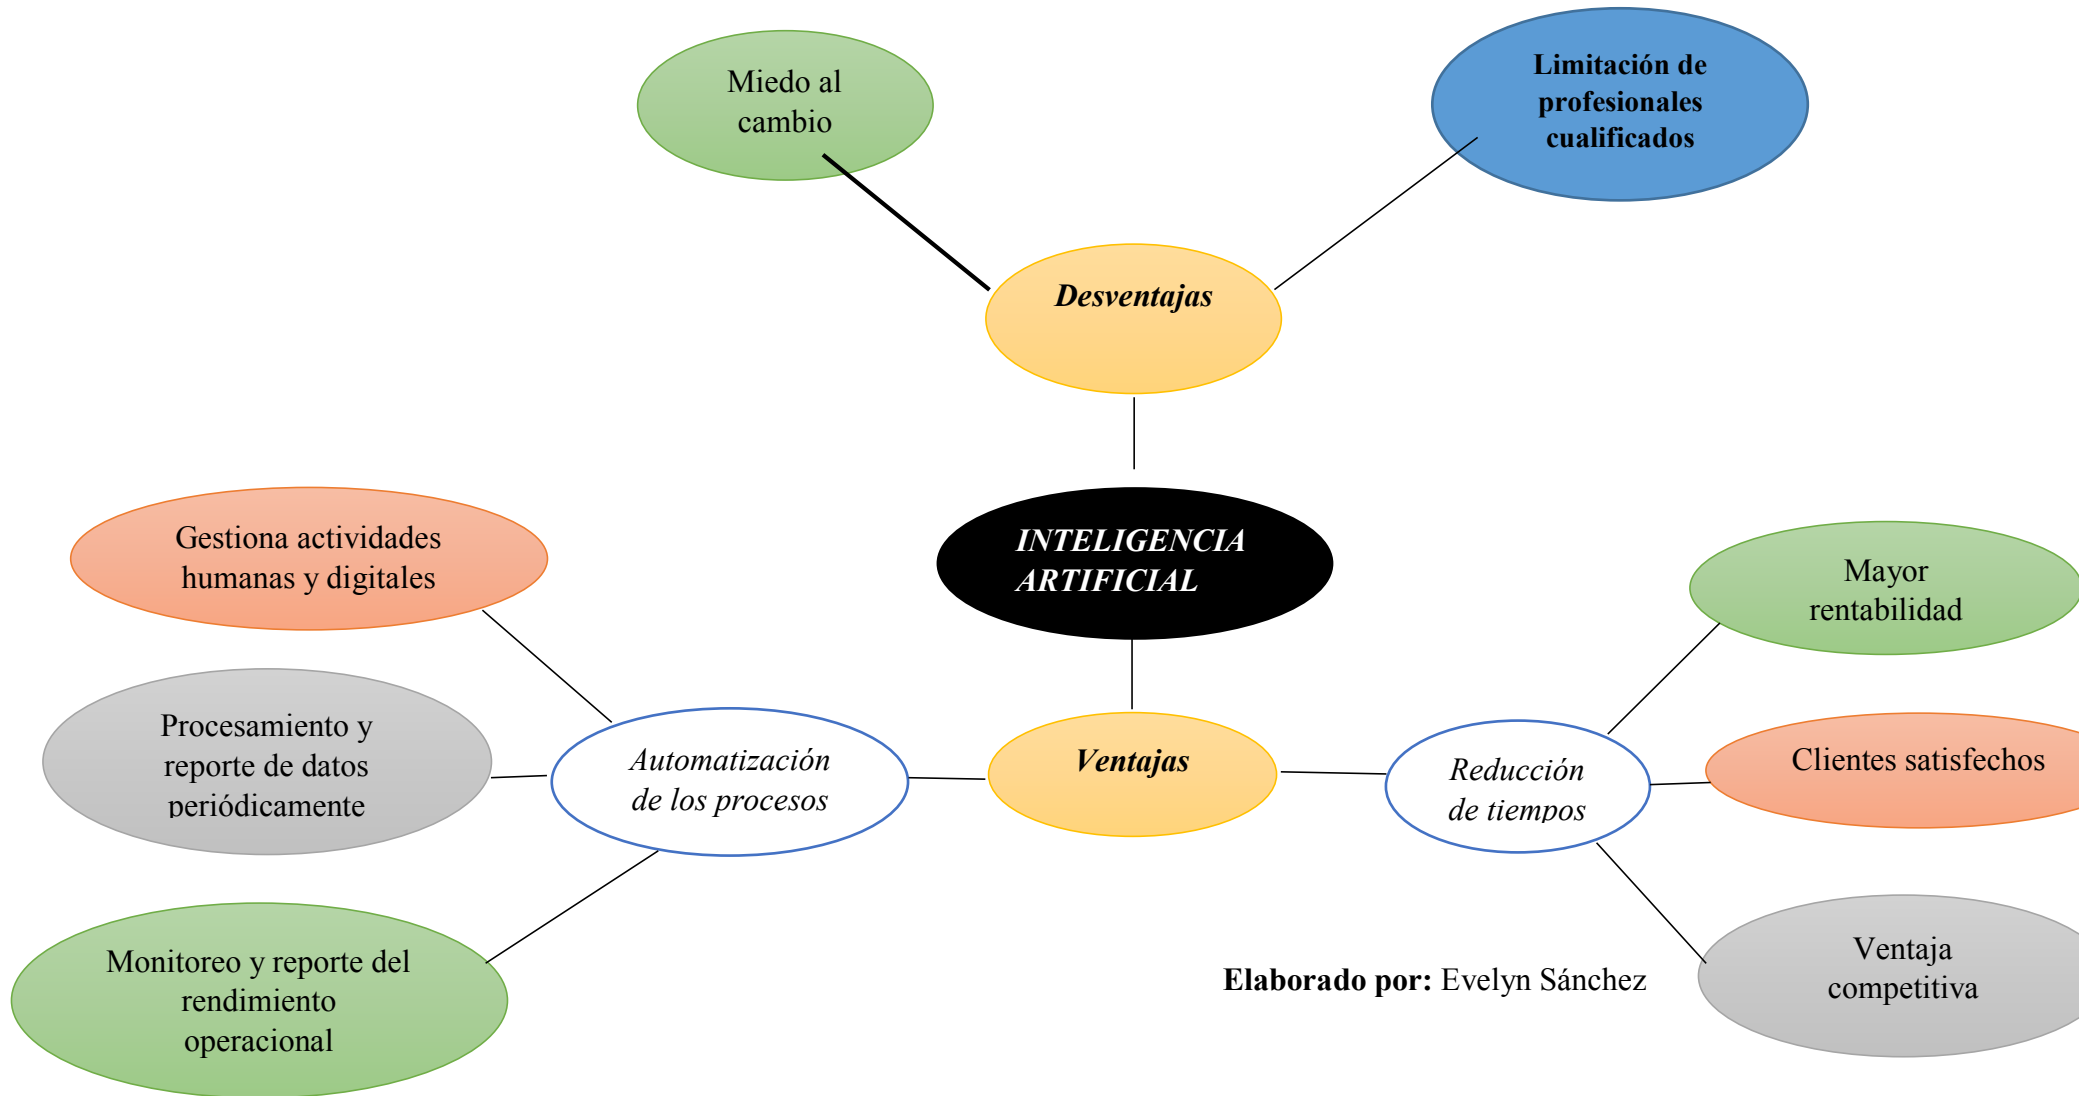 Miedo al
cambio
Limitación de
profesionales
cualificados
Desventajas
INTELIGENCIA
ARTIFICIAL
Gestiona actividades
humanas y digitales
Procesamiento y
reporte de datos
periódicamente
Monitoreo y reporte del
rendimiento
operacional
Automatización
de los procesos
Ventajas
Reducción
de tiempos
Mayor
rentabilidad
Clientes satisfechos
Ventaja
competitiva
Elaborado por: Evelyn Sánchez